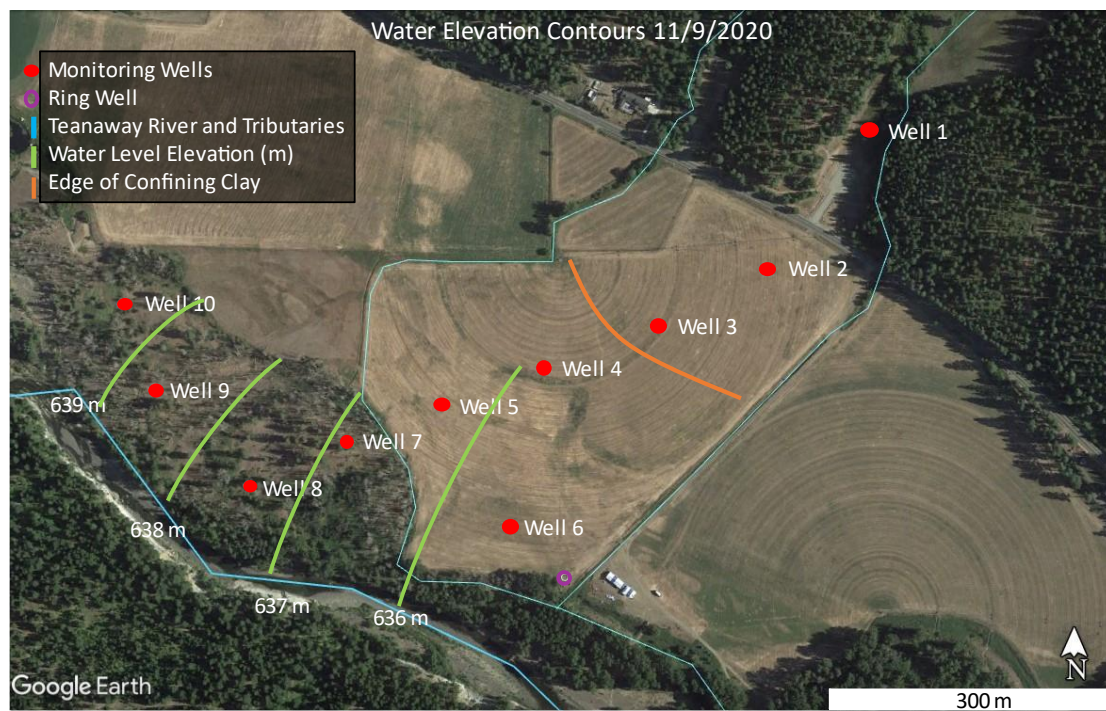 Water Elevation Contours 11/9/2020
Monitoring Wells
Ring Well
Teanaway River and Tributaries
Water Level Elevation (m)
Edge of Confining Clay
Well 1
Well 2
Well 10
Well 3
Well 4
Well 9
639 m
Well 5
Well 7
Well 8
638 m
Well 6
637 m
636 m
N
Google Earth
300 m